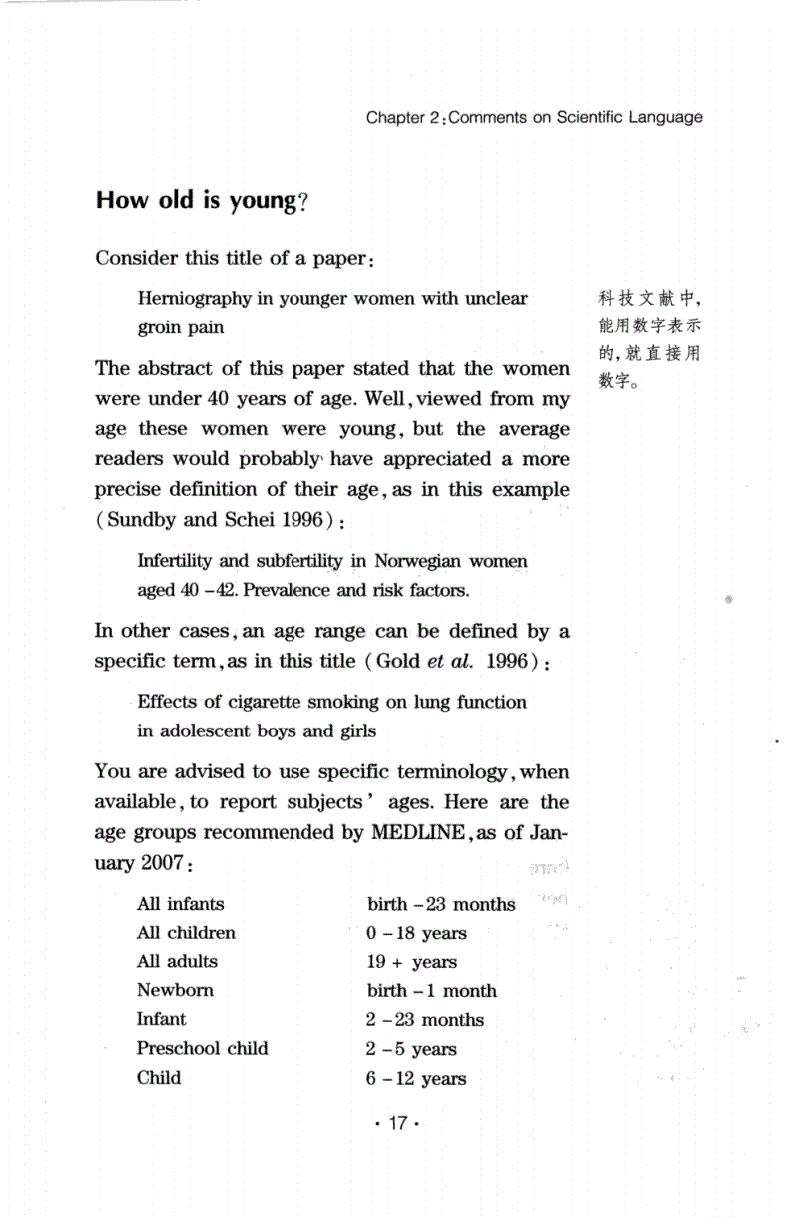 Chapter 2:Comments on Scientific Language
How old is young?
Consider this title of a paper:
Herniography in younger women with unclear
groin pain
科技文献中,
能用数字表示
的,就直接用
数字。
The abstract of this paper stated that the women
were under 40 years of age. Well,viewed from my
age these women were young, but the average
readers would probably have appreciated a more
precise definition of their age,as in this example
(Sundby and Schei 1996):
Infertility and subfertility in Norwegian women
aged 40 –42. Prevalence and risk factors.
In other cases,an age range can be defined by a
specific term,as in this title (Gold et al. 1996):
Effects of cigarette smoking on lung function
in adolescent boys and girls
You are advised to use specific terminology,when
available,to report subjects' ages. Here are the
age groups recommended by MEDLINE,as of Jan-
uary 2007:
All infants birth –23 months
All children 0 –18 years
All adults 19 + years
Newborn birth –1 month
Infant 2 –23 months
Preschool child 2 –5 years
Child 6 –12 years
· 17 ·